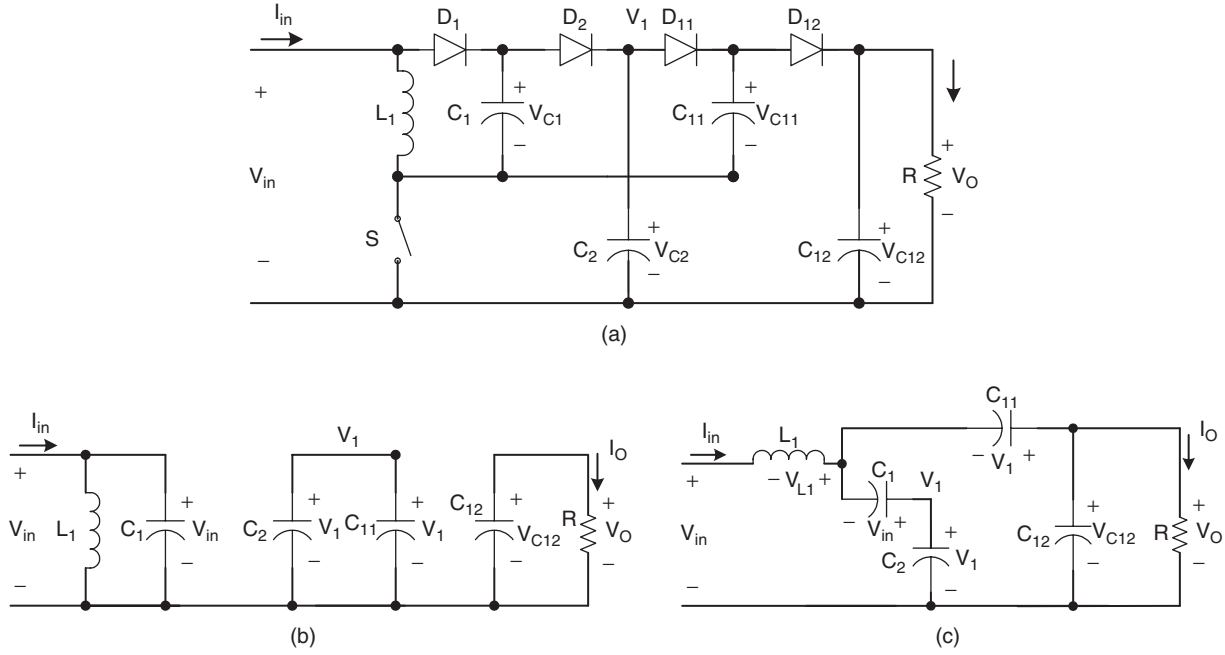 I_in D_1 D_2 V_1 D_11 D_12
+ L_1 C_1 + V_C1 − C_11 + V_C11 −
V_in R + V_O −
S C_2 + V_C2 − C_12 + V_C12 −
−
(a)
I_in V_1 I_O
+ V_in − L_1 C_1 + V_in − C_2 + V_1 − C_11 + V_1 − C_12 + V_C12 − R + V_O −
(b)
C_11
I_in L_1 − V_1 + I_O
+ − V_L1 + C_1 V_1
V_in − V_in + C_2 + V_1 − C_12 + V_C12 − R + V_O −
−
(c)